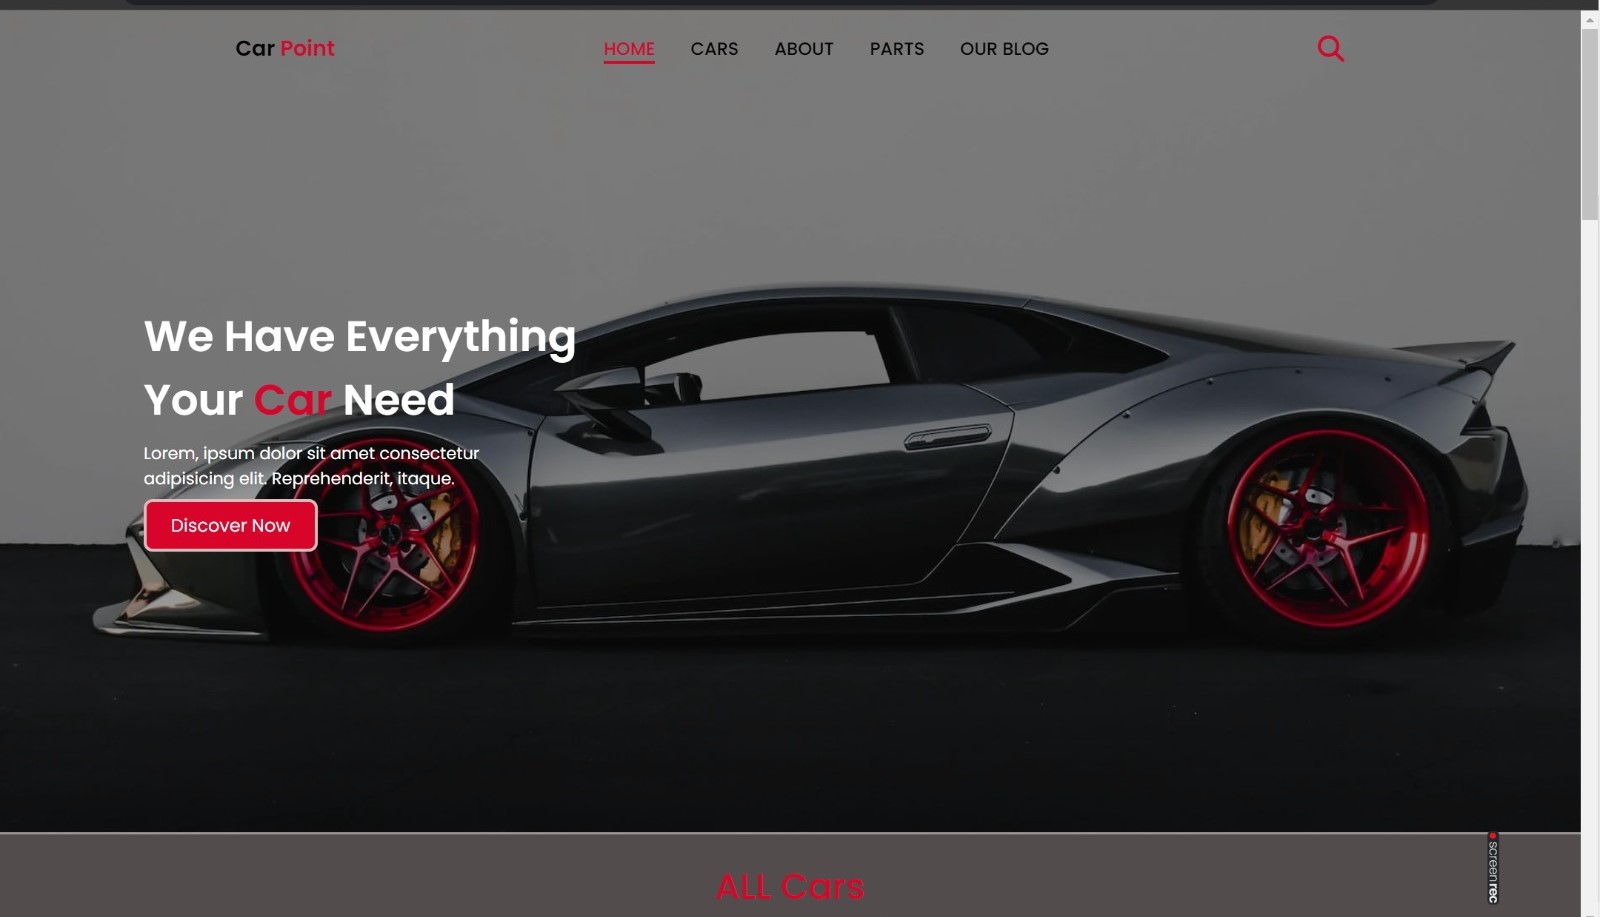 Car Point
HOME CARS ABOUT PARTS OUR BLOG
We Have Everything
Your Car Need
Lorem, ipsum dolor sit amet consectetur
adipisicing elit. Reprehenderit, itaque.
Discover Now
ALL Cars
screenrec